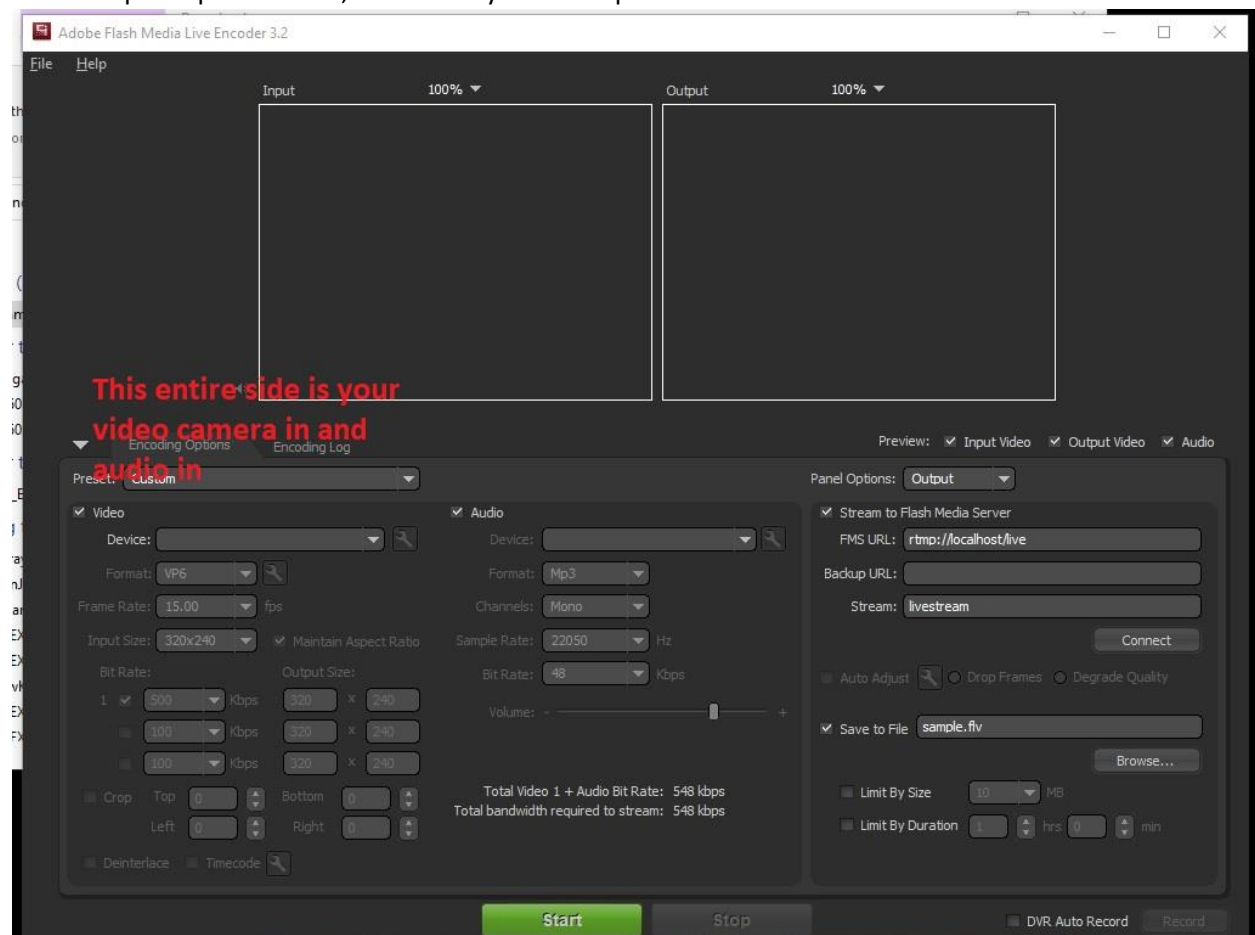 Adobe Flash Media Live Encoder 3.2
File Help
Input 100% Output 100%
This entire side is your
video camera in and
audio in
Encoding Options Encoding Log
Preview: Input Video Output Video Audio
Preset: Custom
Panel Options: Output
Video
Device:
Format: VP6
Frame Rate: 15.00 fps
Input Size: 320x240 Maintain Aspect Ratio
Bit Rate: Output Size:
1 500 Kbps 320 x 240
100 Kbps 320 x 240
100 Kbps 320 x 240
Crop Top 0 Bottom 0
Left 0 Right 0
Deinterlace Timecode
Audio
Device:
Format: Mp3
Channels: Mono
Sample Rate: 22050 Hz
Bit Rate: 48 Kbps
Volume: - +
Total Video 1 + Audio Bit Rate: 548 kbps
Total bandwidth required to stream: 548 kbps
Stream to Flash Media Server
FMS URL: rtmp://localhost/live
Backup URL:
Stream: livestream
Connect
Auto Adjust Drop Frames Degrade Quality
Save to File sample.flv
Browse...
Limit By Size 10 MB
Limit By Duration 1 hrs 0 min
Start Stop
DVR Auto Record Record